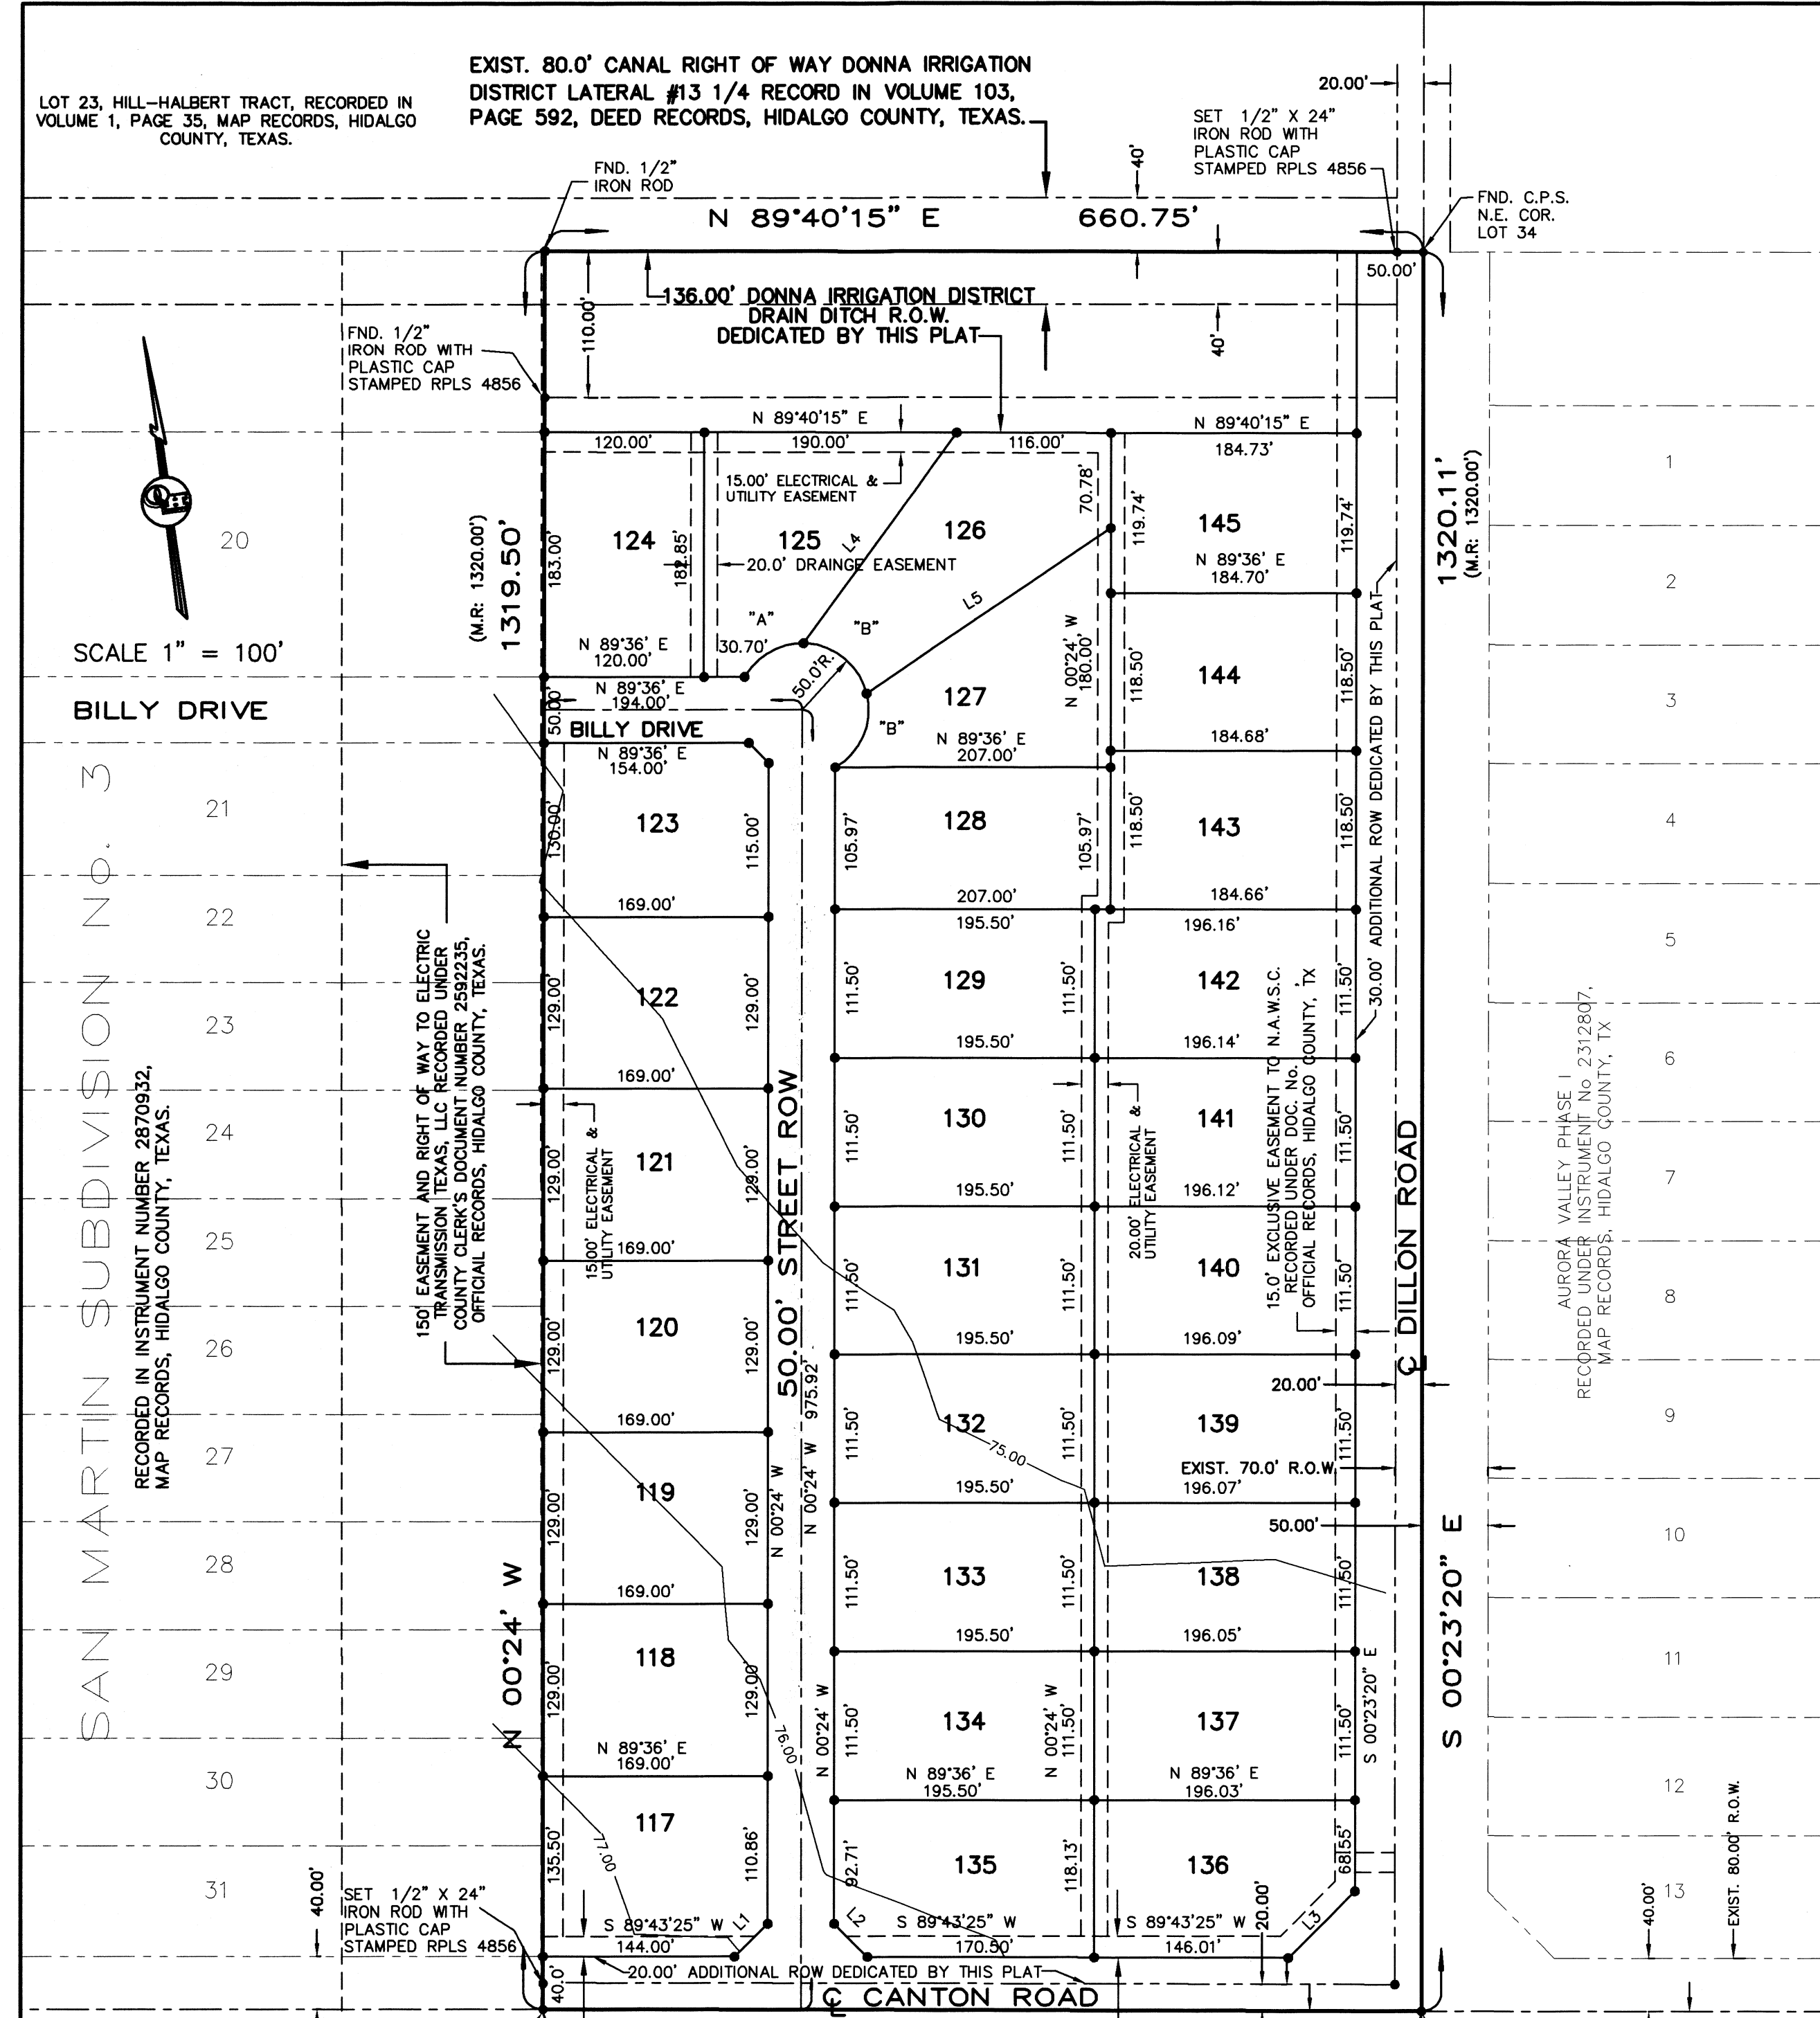 LOT 23, HILL-HALBERT TRACT, RECORDED IN
VOLUME 1, PAGE 35, MAP RECORDS, HIDALGO
COUNTY, TEXAS.
EXIST. 80.0' CANAL RIGHT OF WAY DONNA IRRIGATION
DISTRICT LATERAL #13 1/4 RECORD IN VOLUME 103,
PAGE 592, DEED RECORDS, HIDALGO COUNTY, TEXAS.
20.00'
SET 1/2" X 24"
IRON ROD WITH
PLASTIC CAP
STAMPED RPLS 4856
40'
FND. 1/2"
IRON ROD
FND. C.P.S.
N.E. COR.
LOT 34
N 89°40'15" E 660.75'
50.00'
110.00'
136.00' DONNA IRRIGATION DISTRICT
DRAIN DITCH R.O.W.
DEDICATED BY THIS PLAT
40'
FND. 1/2"
IRON ROD WITH
PLASTIC CAP
STAMPED RPLS 4856
N 89°40'15" E
N 89°40'15" E
120.00'
190.00'
116.00'
184.73'
15.00' ELECTRICAL &
UTILITY EASEMENT
70.78'
119.74'
119.74'
1319.50'
(M.R: 1320.00')
1320.11'
(M.R: 1320.00')
183.00'
182.85'
124
125
126
145
L4
L5
20.0' DRAINGE EASEMENT
N 89°36' E
184.70'
"A"
"B"
"B"
30.70'
50.0'R.
N 89°36' E
120.00'
SCALE 1" = 100'
BILLY DRIVE
50.00'
N 89°36' E
194.00'
BILLY DRIVE
N 89°36' E
154.00'
127
N 00°24' W
180.00'
118.50'
118.50'
144
N 89°36' E
207.00'
184.68'
130.00'
123
115.00'
105.97'
128
105.97'
118.50'
143
118.50'
169.00'
207.00'
184.66'
195.50'
196.16'
30.00' ADDITIONAL ROW DEDICATED BY THIS PLAT
SAN MARTIN SUBDIVISION No. 3
RECORDED IN INSTRUMENT NUMBER 2870932,
MAP RECORDS, HIDALGO COUNTY, TEXAS.
20
21
22
23
24
25
26
27
28
29
30
31
150' EASEMENT AND RIGHT OF WAY TO ELECTRIC
TRANSMISSION TEXAS, LLC RECORDED UNDER
COUNTY CLERK'S DOCUMENT NUMBER 2592235,
OFFICIAIL RECORDS, HIDALGO COUNTY, TEXAS.
129.00'
122
129.00'
111.50'
129
111.50'
142
111.50'
195.50'
196.14'
169.00'
15.00' ELECTRICAL &
UTILITY EASEMENT
129.00'
121
129.00'
50.00' STREET ROW
111.50'
130
111.50'
20.00' ELECTRICAL &
UTILITY EASEMENT
141
111.50'
15.0' EXCLUSIVE EASEMENT TO N.A.W.S.C.
RECORDED UNDER DOC. No.
OFFICIAL RECORDS, HIDALGO COUNTY, TX
195.50'
196.12'
169.00'
111.50'
131
111.50'
140
111.50'
129.00'
120
129.00'
195.50'
196.09'
℄ DILLON ROAD
20.00'
975.92'
N 00°24' W
169.00'
111.50'
132
75.00
111.50'
139
111.50'
EXIST. 70.0' R.O.W.
195.50'
196.07'
50.00'
129.00'
119
129.00'
N 00°24' W
169.00'
111.50'
133
111.50'
138
111.50'
195.50'
196.05'
N 00°24' W
129.00'
118
129.00'
76.00
N 00°24' W
111.50'
134
N 00°24' W
111.50'
137
111.50'
S 00°23'20" E
S 00°23'20" E
N 89°36' E
169.00'
N 89°36' E
195.50'
N 89°36' E
196.03'
135.50'
117
77.00
110.86'
92.71'
135
118.13'
136
68.55'
S 89°43'25" W
L1
L2
S 89°43'25" W
S 89°43'25" W
20.00'
L3
144.00'
170.50'
146.01'
40.00'
SET 1/2" X 24"
IRON ROD WITH
PLASTIC CAP
STAMPED RPLS 4856
20.00' ADDITIONAL ROW DEDICATED BY THIS PLAT
40.0'
℄ CANTON ROAD
AURORA VALLEY PHASE I
RECORDED UNDER INSTRUMENT No 2312807,
MAP RECORDS, HIDALGO COUNTY, TX
1
2
3
4
5
6
7
8
9
10
11
12
13
40.00'
EXIST. 80.00' R.O.W.